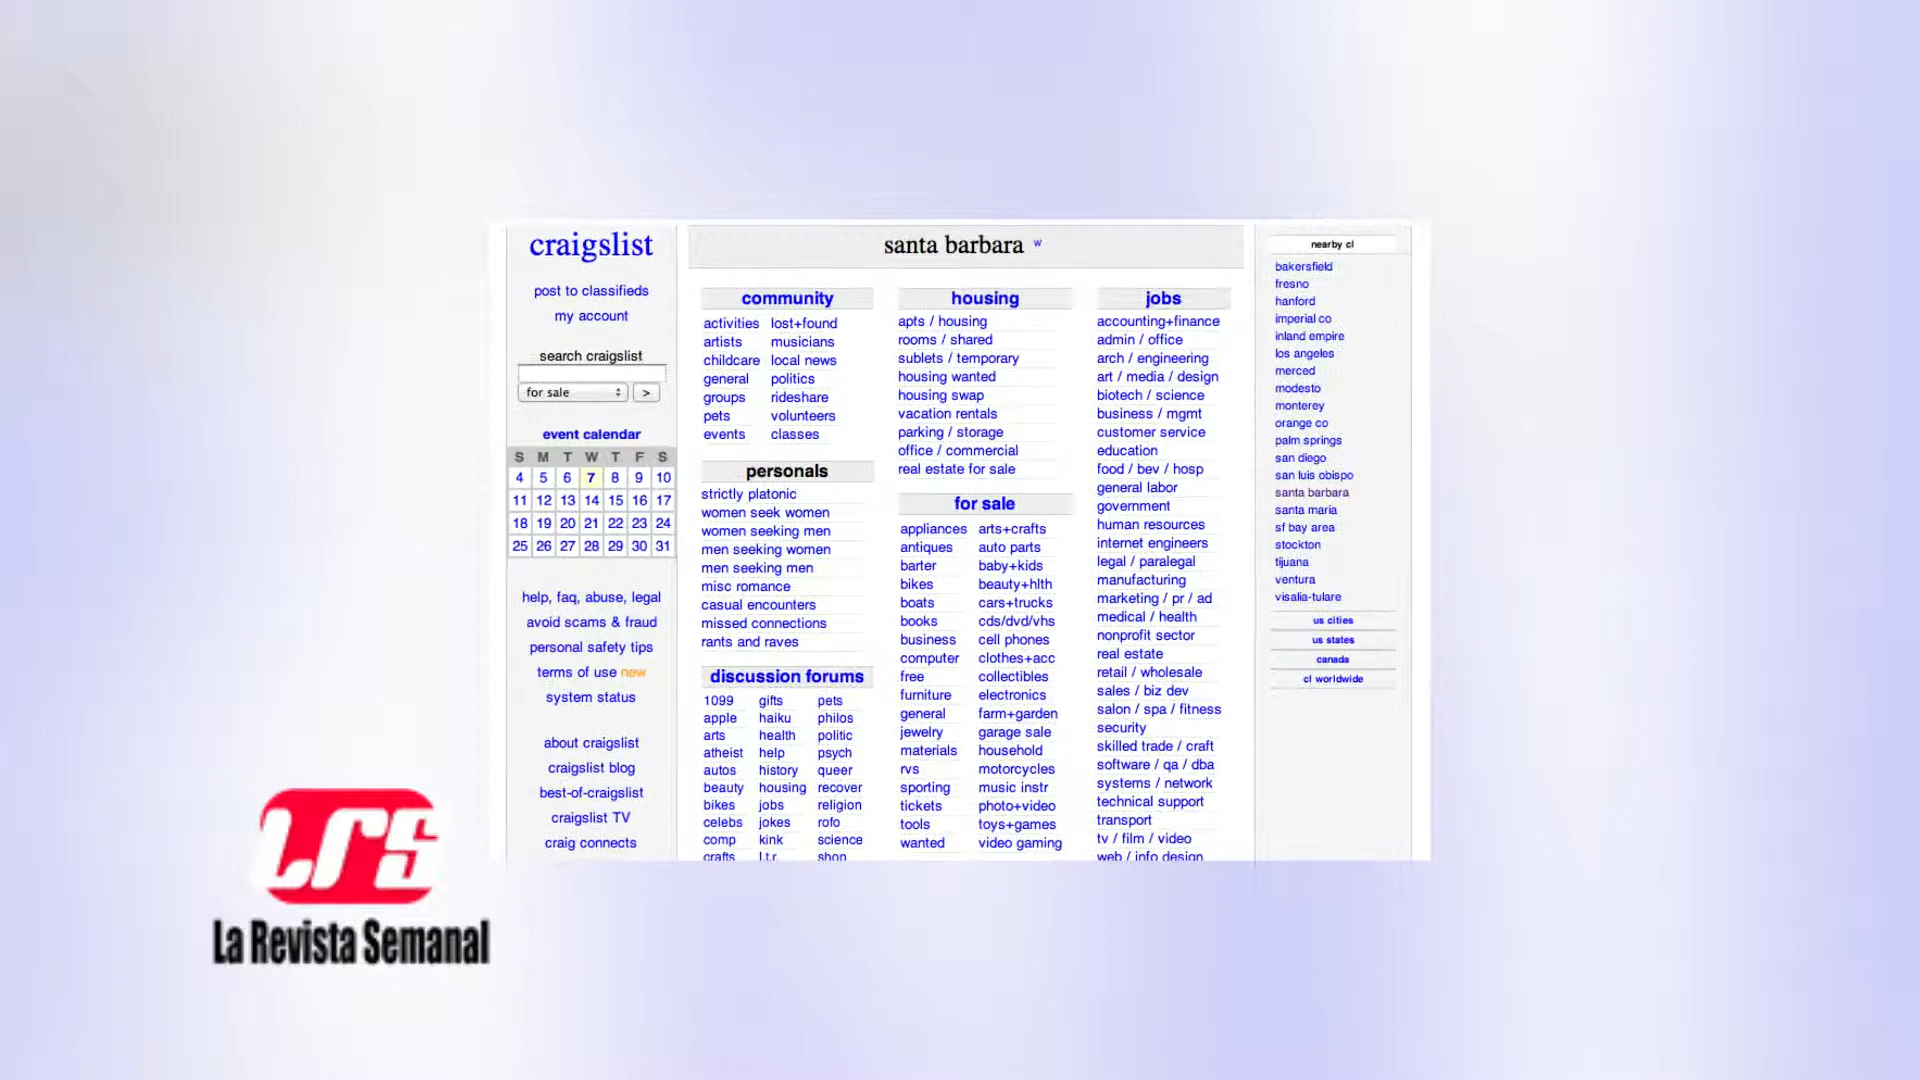 craigslist
post to classifieds
my account
search craigslist
for sale
>
event calendar
S M T W T F S
4 5 6 7 8 9 10
11 12 13 14 15 16 17
18 19 20 21 22 23 24
25 26 27 28 29 30 31
help, faq, abuse, legal
avoid scams & fraud
personal safety tips
terms of use new
system status
about craigslist
craigslist blog
best-of-craigslist
craigslist TV
craig connects
santa barbara w
community
activities lost+found
artists musicians
childcare local news
general politics
groups rideshare
pets volunteers
events classes
personals
strictly platonic
women seek women
women seeking men
men seeking women
men seeking men
misc romance
casual encounters
missed connections
rants and raves
discussion forums
1099 gifts pets
apple haiku philos
arts health politic
atheist help psych
autos history queer
beauty housing recover
bikes jobs religion
celebs jokes rofo
comp kink science
crafts l.t.r. shop
housing
apts / housing
rooms / shared
sublets / temporary
housing wanted
housing swap
vacation rentals
parking / storage
office / commercial
real estate for sale
for sale
appliances arts+crafts
antiques auto parts
barter baby+kids
bikes beauty+hlth
boats cars+trucks
books cds/dvd/vhs
business cell phones
computer clothes+acc
free collectibles
furniture electronics
general farm+garden
jewelry garage sale
materials household
rvs motorcycles
sporting music instr
tickets photo+video
tools toys+games
wanted video gaming
jobs
accounting+finance
admin / office
arch / engineering
art / media / design
biotech / science
business / mgmt
customer service
education
food / bev / hosp
general labor
government
human resources
internet engineers
legal / paralegal
manufacturing
marketing / pr / ad
medical / health
nonprofit sector
real estate
retail / wholesale
sales / biz dev
salon / spa / fitness
security
skilled trade / craft
software / qa / dba
systems / network
technical support
transport
tv / film / video
web / info design
nearby cl
bakersfield
fresno
hanford
imperial co
inland empire
los angeles
merced
modesto
monterey
orange co
palm springs
san diego
san luis obispo
santa barbara
santa maria
sf bay area
stockton
tijuana
ventura
visalia-tulare
us cities
us states
canada
cl worldwide
LRS
La Revista Semanal